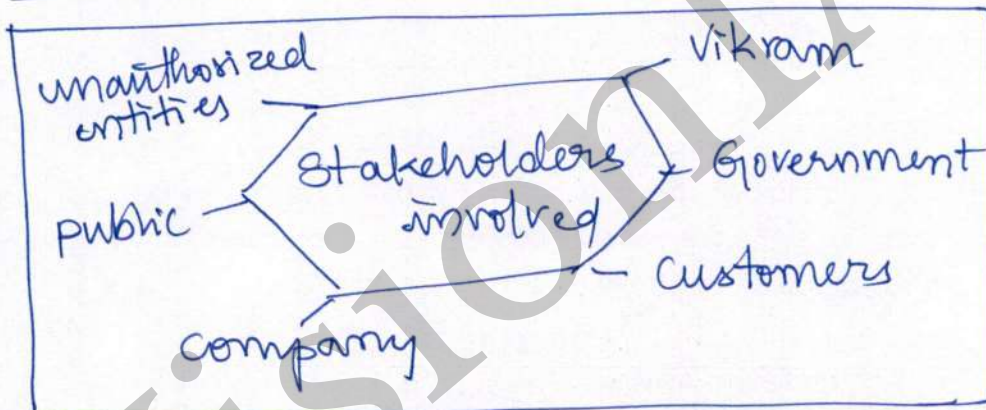 unauthorized
entities
Vikram
Stakeholders
involved
Government
public
customers
company